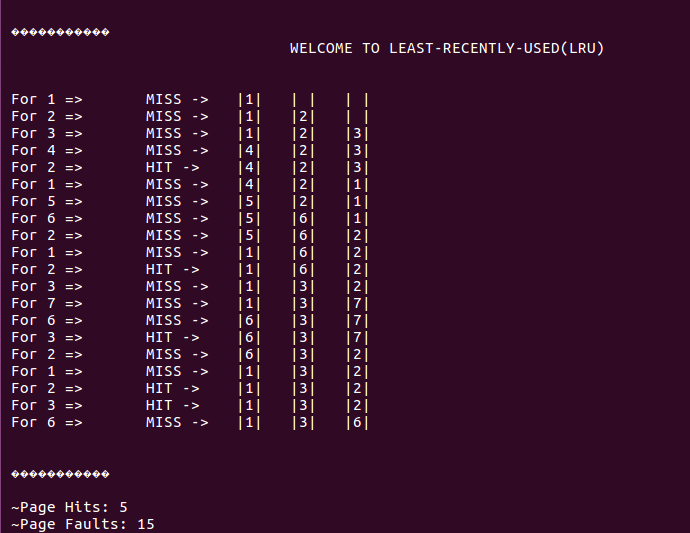 �������������
WELCOME TO LEAST-RECENTLY-USED(LRU)
For 1 => MISS -> |1| | | | |
For 2 => MISS -> |1| |2| | |
For 3 => MISS -> |1| |2| |3|
For 4 => MISS -> |4| |2| |3|
For 2 => HIT -> |4| |2| |3|
For 1 => MISS -> |4| |2| |1|
For 5 => MISS -> |5| |2| |1|
For 6 => MISS -> |5| |6| |1|
For 2 => MISS -> |5| |6| |2|
For 1 => MISS -> |1| |6| |2|
For 2 => HIT -> |1| |6| |2|
For 3 => MISS -> |1| |3| |2|
For 7 => MISS -> |1| |3| |7|
For 6 => MISS -> |6| |3| |7|
For 3 => HIT -> |6| |3| |7|
For 2 => MISS -> |6| |3| |2|
For 1 => MISS -> |1| |3| |2|
For 2 => HIT -> |1| |3| |2|
For 3 => HIT -> |1| |3| |2|
For 6 => MISS -> |1| |3| |6|
�������������
~Page Hits: 5
~Page Faults: 15